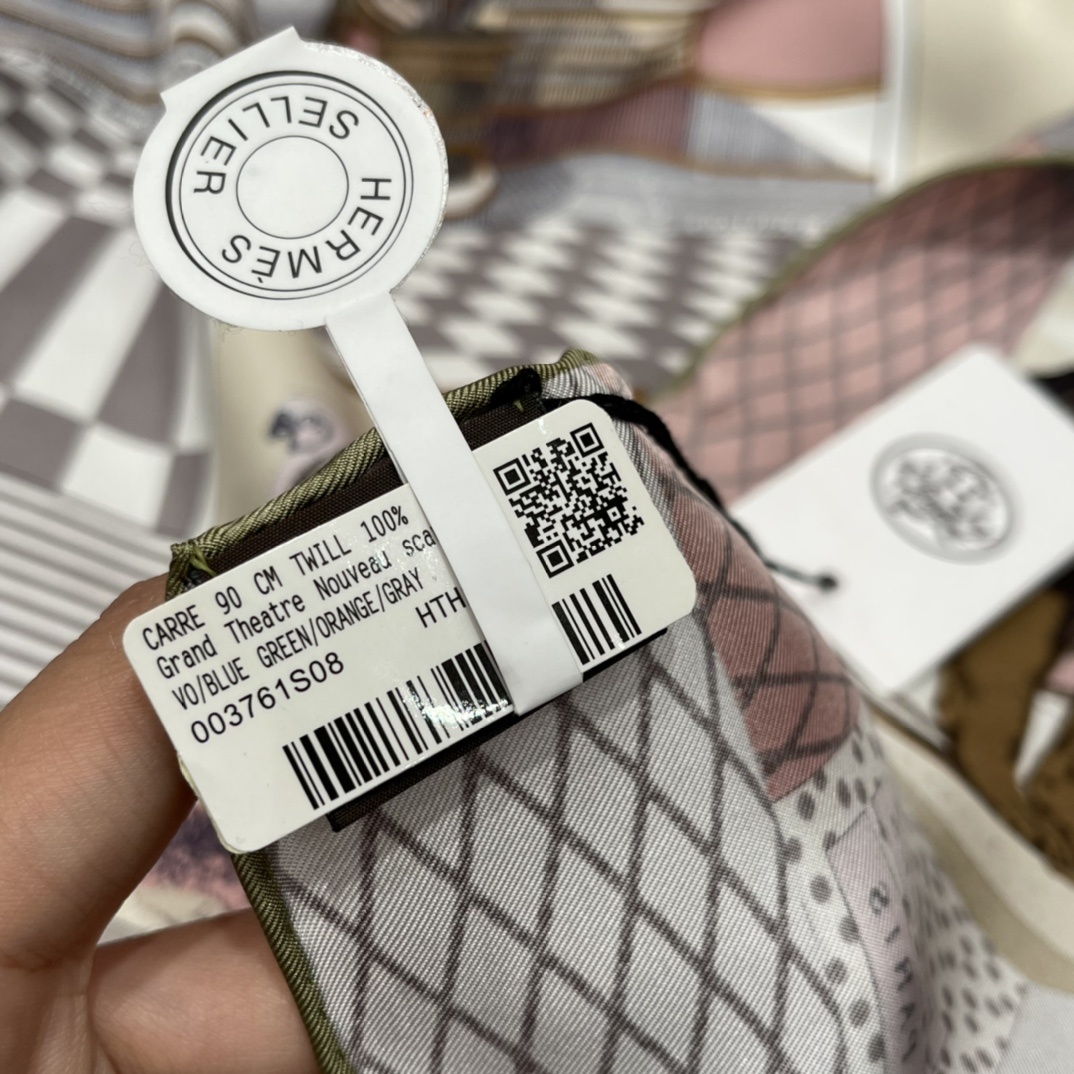 HERMÈS
SELLIER
CARRE 90 CM TWILL 100%
Grand Theatre Nouveau sca
VO/BLUE GREEN/ORANGE/GRAY
HTH
003761S08